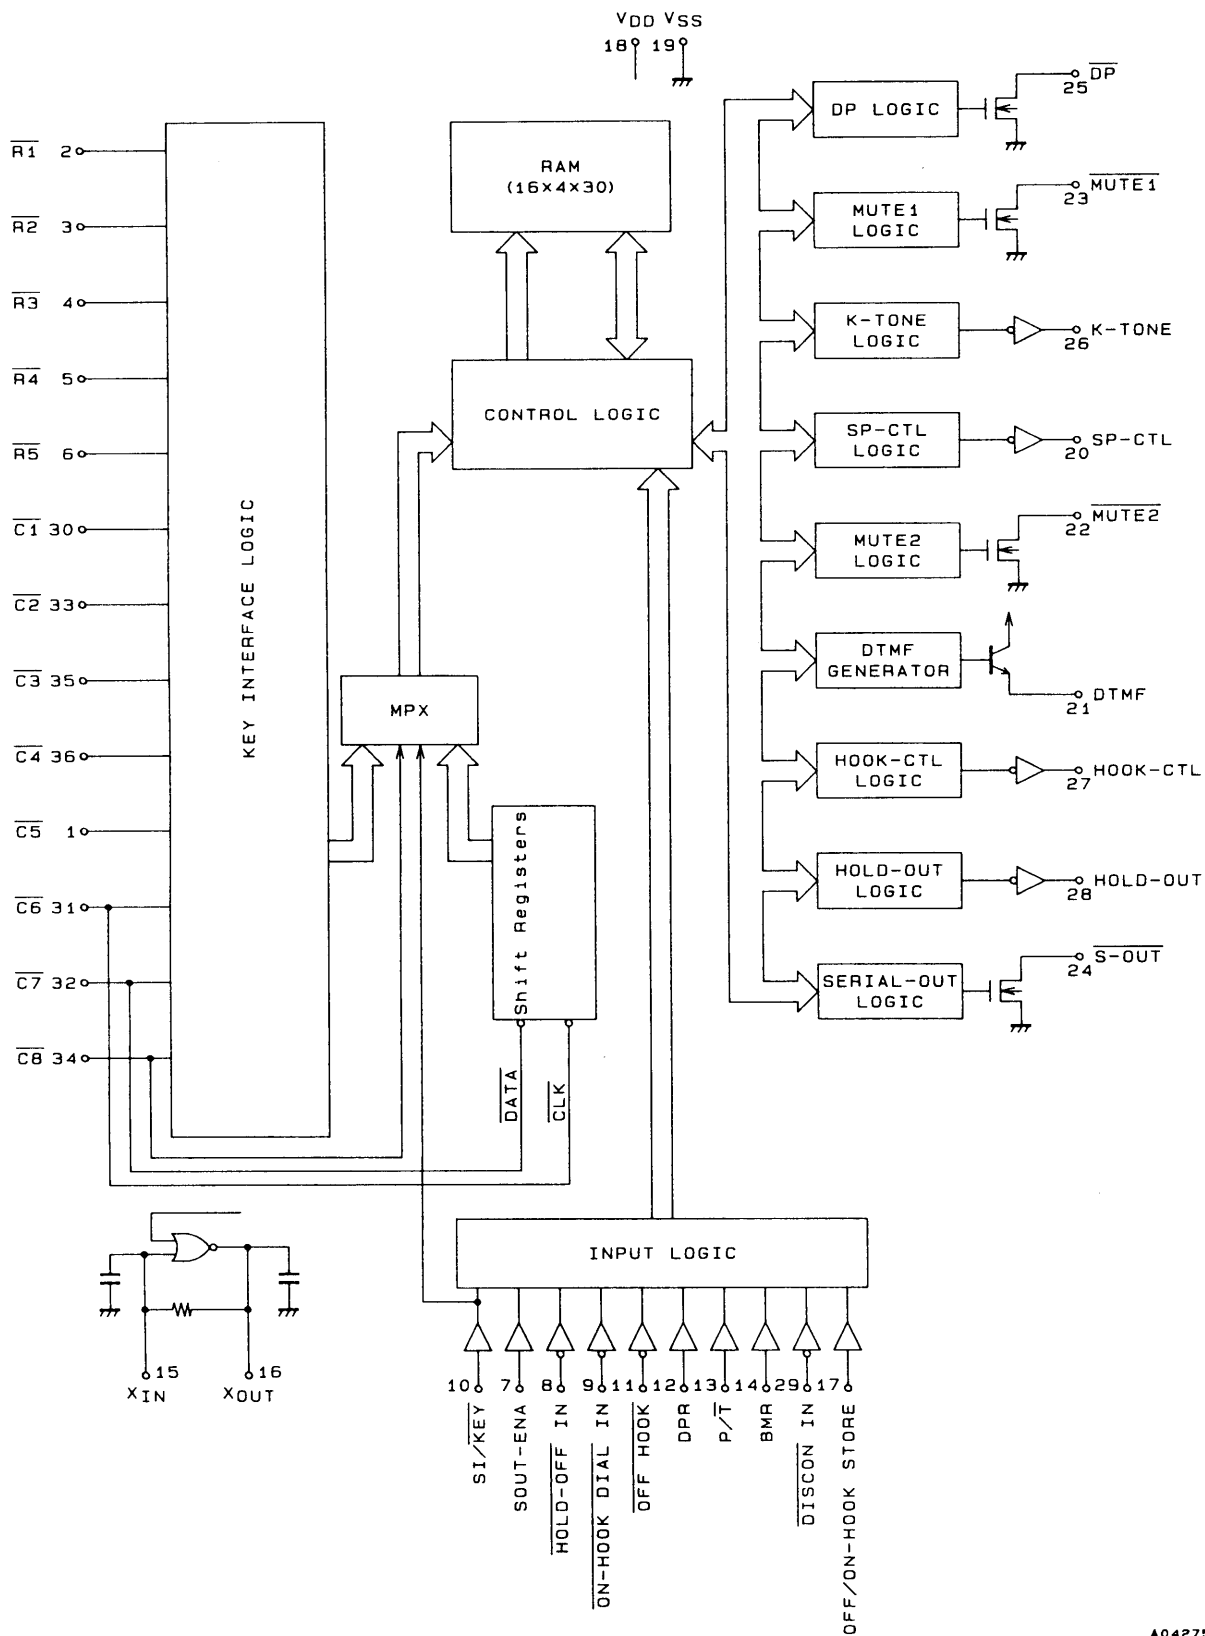 VDD VSS
18 19
R1 2
R2 3
R3 4
R4 5
R5 6
C1 30
C2 33
C3 35
C4 36
C5 1
C6 31
C7 32
C8 34
KEY INTERFACE LOGIC
RAM
(16×4×30)
CONTROL LOGIC
MPX
Shift Registers
DATA
CLK
DP LOGIC
DP
25
MUTE1
LOGIC
MUTE1
23
K-TONE
LOGIC
K-TONE
26
SP-CTL
LOGIC
SP-CTL
20
MUTE2
LOGIC
MUTE2
22
DTMF
GENERATOR
DTMF
21
HOOK-CTL
LOGIC
HOOK-CTL
27
HOLD-OUT
LOGIC
HOLD-OUT
28
SERIAL-OUT
LOGIC
S-OUT
24
INPUT LOGIC
15 16
XIN XOUT
10 7 8 9 11 12 13 14 29 17
SI/KEY
SOUT-ENA
HOLD-OFF IN
ON-HOOK DIAL IN
OFF HOOK
DPR
P/T
BMR
DISCON IN
OFF/ON-HOOK STORE